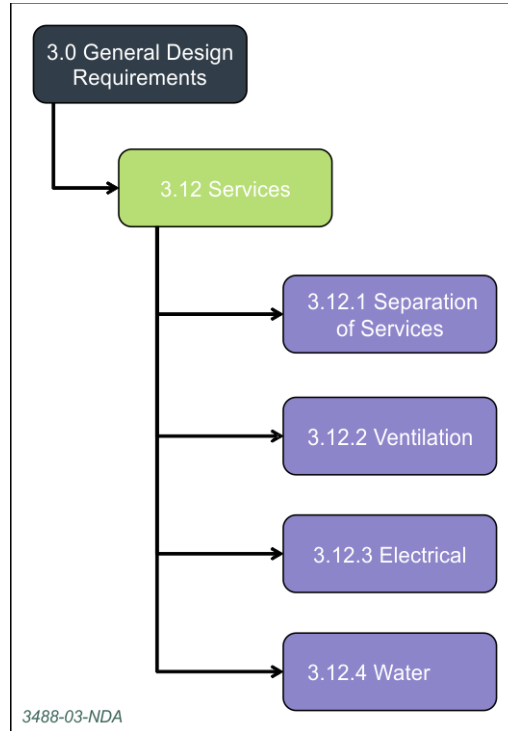 3.0 General Design
Requirements
3.12 Services
3.12.1 Separation
of Services
3.12.2 Ventilation
3.12.3 Electrical
3.12.4 Water
3488-03-NDA